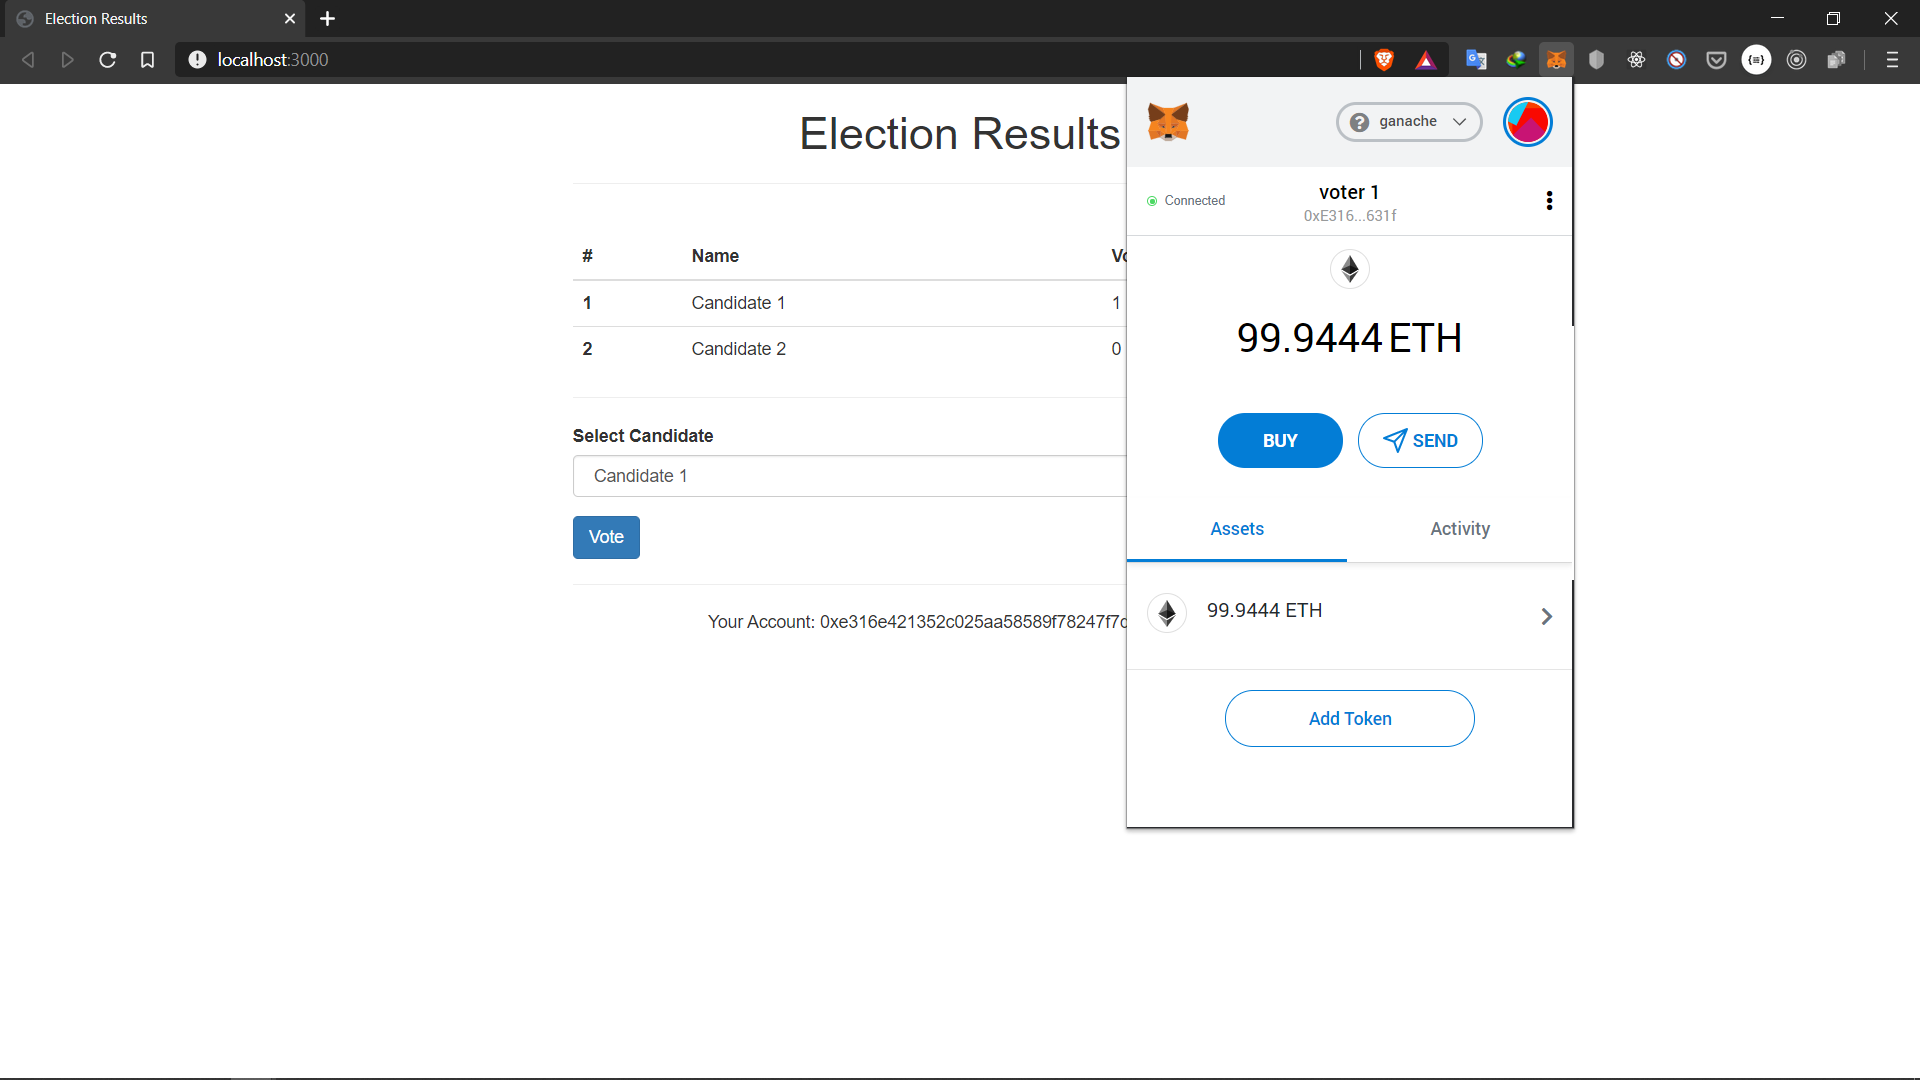 Election Results
localhost:3000
Election Results
# Name
1 Candidate 1 1
2 Candidate 2 0
Select Candidate
Candidate 1
Vote
Your Account: 0xe316e421352c025aa58589f78247f7c
ganache
Connected
voter 1
0xE316...631f
99.9444 ETH
BUY
SEND
Assets
Activity
99.9444 ETH
Add Token